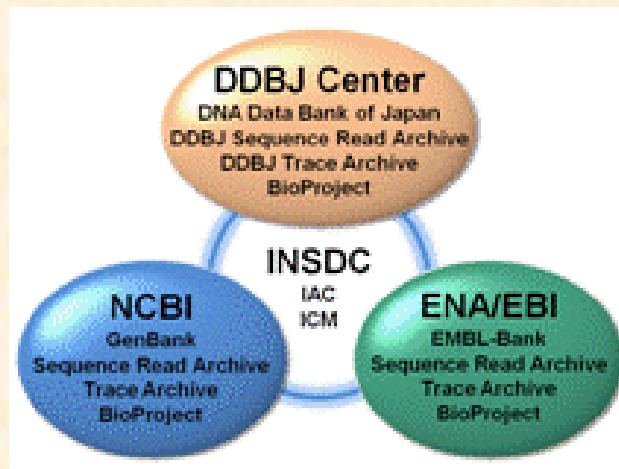 DDBJ Center
DNA Data Bank of Japan
DDBJ Sequence Read Archive
DDBJ Trace Archive
BioProject
INSDC
IAC
ICM
NCBI
GenBank
Sequence Read Archive
Trace Archive
BioProject
ENA/EBI
EMBL-Bank
Sequence Read Archive
Trace Archive
BioProject